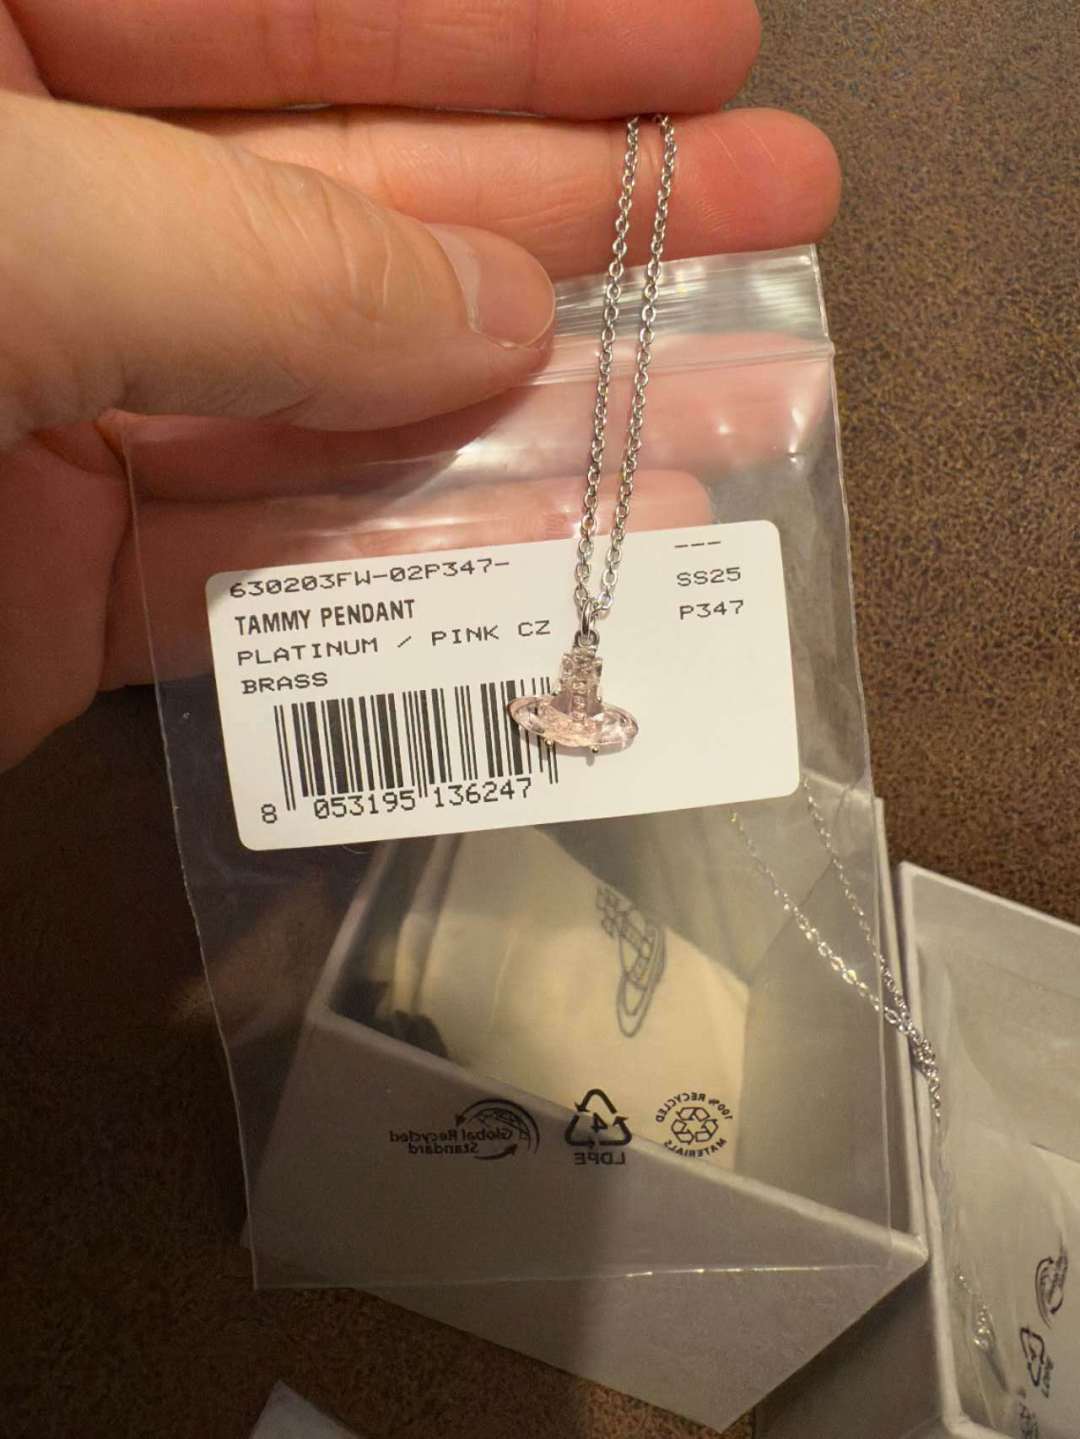 630203FW-02P347-
---
TAMMY PENDANT
SS25
PLATINUM / PINK CZ
P347
BRASS
8 053195 136247
Global Recycled
Standard
4
LDPE
100% RECYCLED
MATERIALS